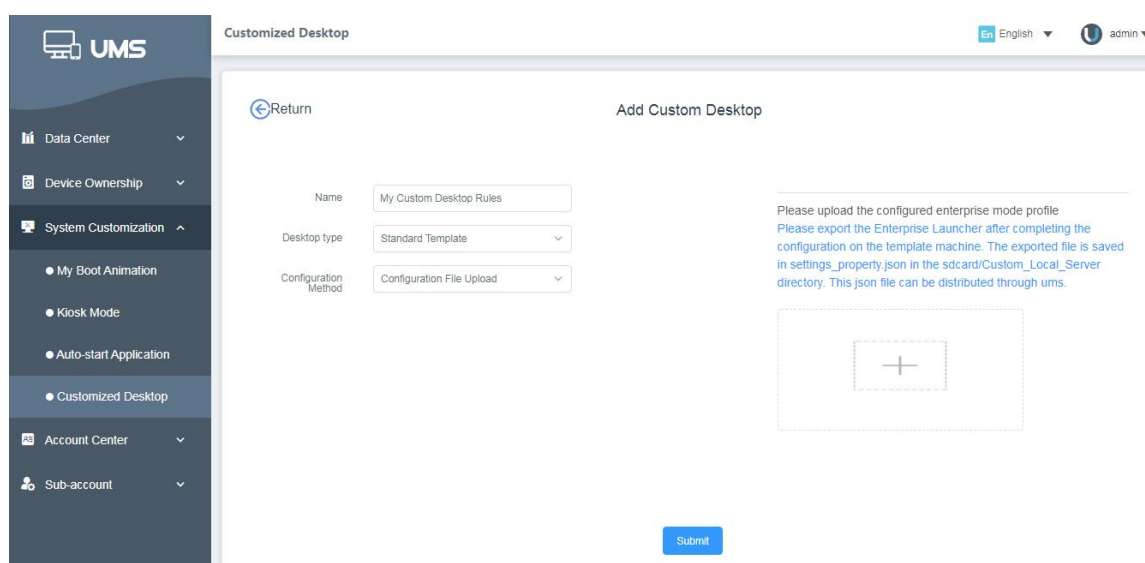 UMS
Customized Desktop
En English
admin
Return
Add Custom Desktop
Data Center
Device Ownership
System Customization
My Boot Animation
Kiosk Mode
Auto-start Application
Customized Desktop
Account Center
Sub-account
Name
My Custom Desktop Rules
Desktop type
Standard Template
Configuration
Method
Configuration File Upload
Please upload the configured enterprise mode profile
Please export the Enterprise Launcher after completing the
configuration on the template machine. The exported file is saved
in settings_property.json in the sdcard/Custom_Local_Server
directory. This json file can be distributed through ums.
Submit